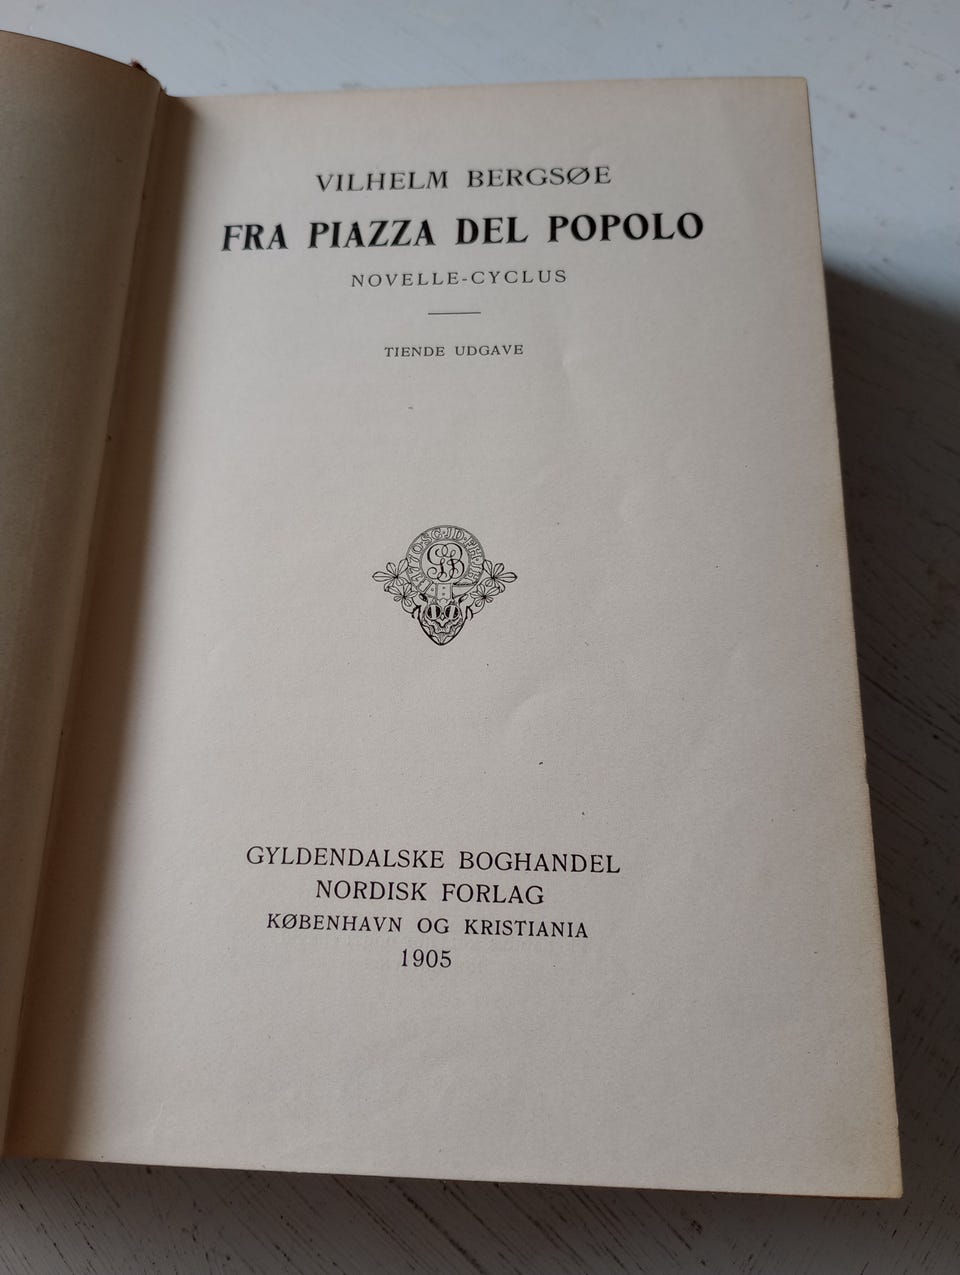 VILHELM BERGSØE
FRA PIAZZA DEL POPOLO
NOVELLE-CYCLUS
TIENDE UDGAVE
GYLDENDALSKE BOGHANDEL
NORDISK FORLAG
KØBENHAVN OG KRISTIANIA
1905